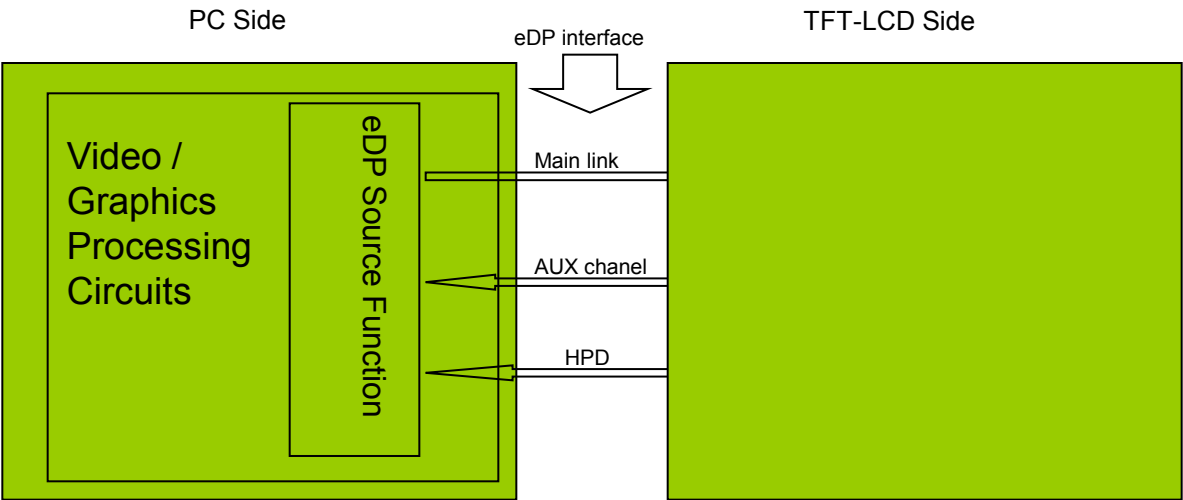 PC Side
eDP interface
TFT-LCD Side
Video /
Graphics
Processing
Circuits
eDP Source Function
Main link
AUX chanel
HPD